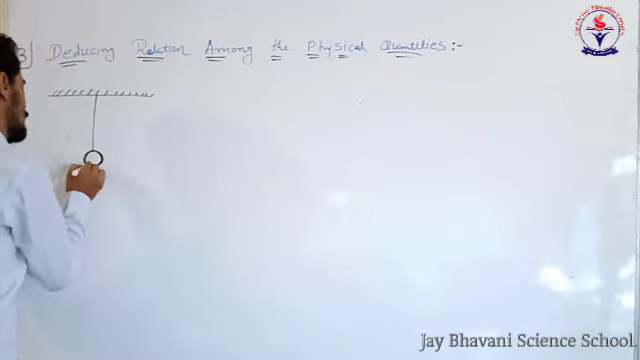 3) Deducing Relation Among the Physical Quantities :-
Jay Bhavani Science School.